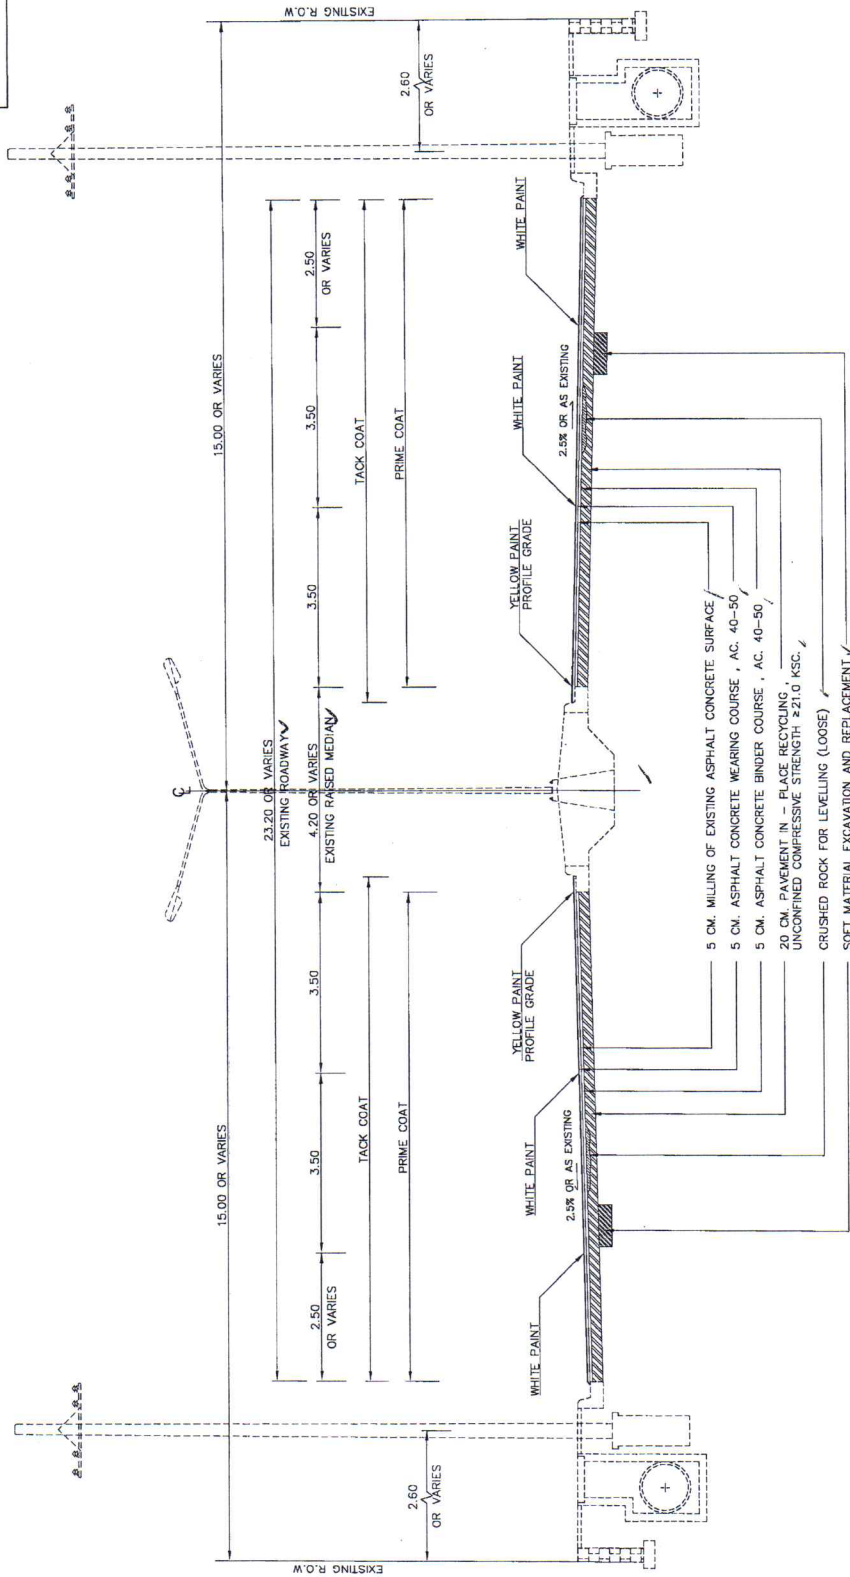 EXISTING R.O.W
EXISTING R.O.W
15.00 OR VARIES
15.00 OR VARIES
2.60
OR VARIES
2.60
OR VARIES
℄
23.20 OR VARIES
EXISTING ROADWAY
2.50
OR VARIES
3.50
3.50
4.20 OR VARIES
EXISTING RAISED MEDIAN
3.50
3.50
2.50
OR VARIES
TACK COAT
TACK COAT
PRIME COAT
PRIME COAT
WHITE PAINT
WHITE PAINT
YELLOW PAINT
PROFILE GRADE
YELLOW PAINT
PROFILE GRADE
WHITE PAINT
WHITE PAINT
2.5% OR AS EXISTING
2.5% OR AS EXISTING
5 CM. MILLING OF EXISTING ASPHALT CONCRETE SURFACE
5 CM. ASPHALT CONCRETE WEARING COURSE , AC. 40-50
5 CM. ASPHALT CONCRETE BINDER COURSE , AC. 40-50
20 CM. PAVEMENT IN - PLACE RECYCLING ,
UNCONFINED COMPRESSIVE STRENGTH ≥21.0 KSC.
CRUSHED ROCK FOR LEVELLING (LOOSE)
SOFT MATERIAL EXCAVATION AND REPLACEMENT